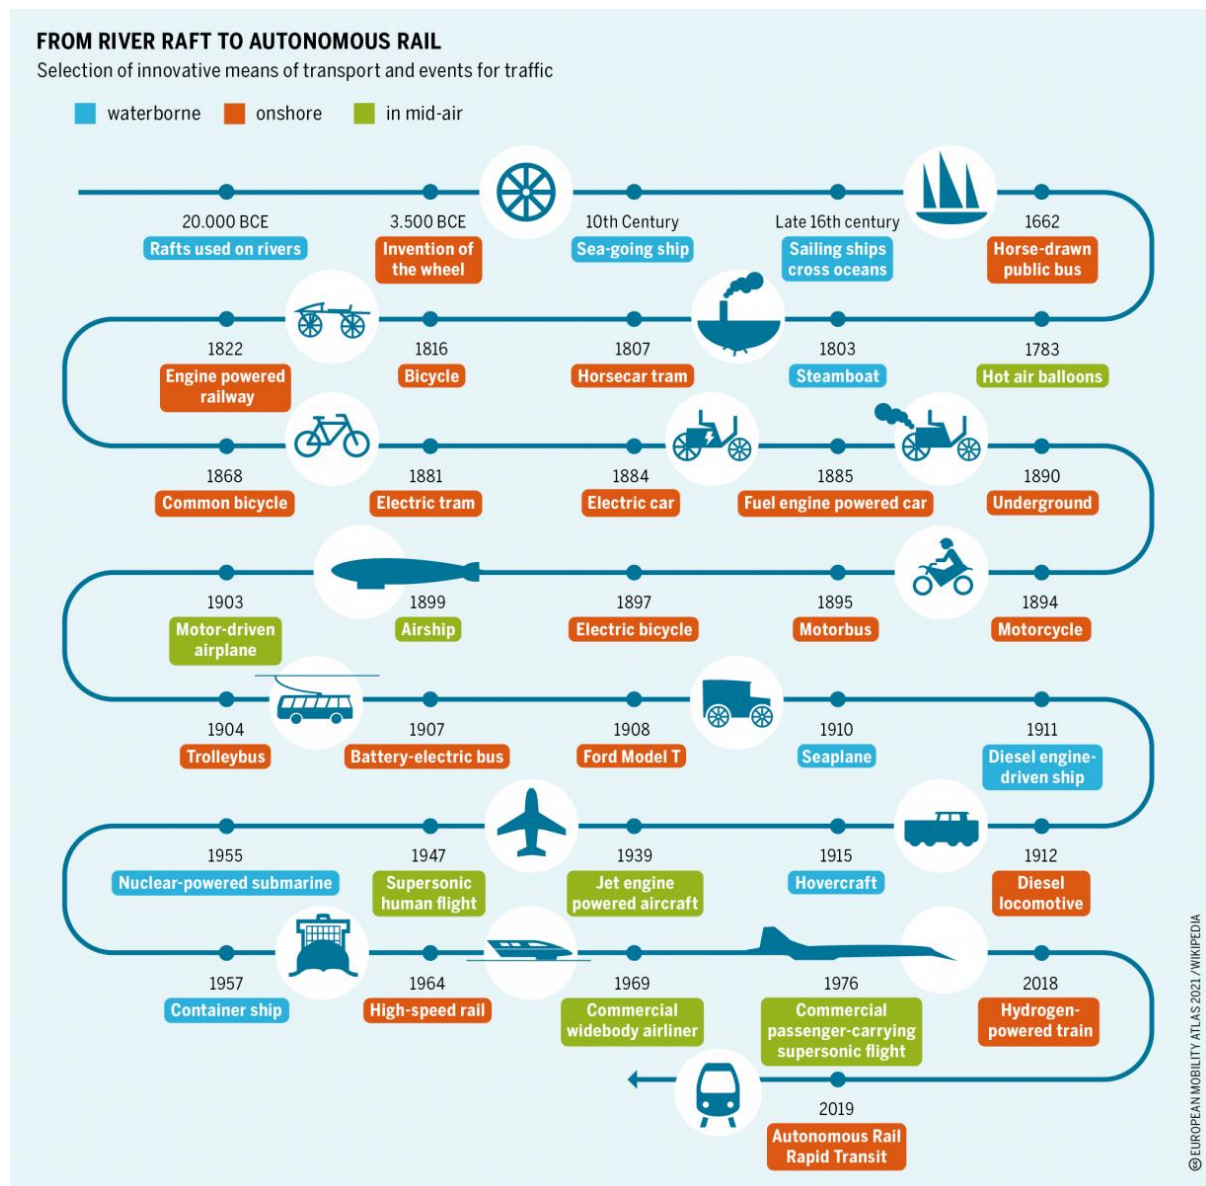 FROM RIVER RAFT TO AUTONOMOUS RAIL
Selection of innovative means of transport and events for traffic
waterborne onshore in mid-air
20.000 BCE
Rafts used on rivers
3.500 BCE
Invention of
the wheel
10th Century
Sea-going ship
Late 16th century
Sailing ships
cross oceans
1662
Horse-drawn
public bus
1822
Engine powered
railway
1816
Bicycle
1807
Horsecar tram
1803
Steamboat
1783
Hot air balloons
1868
Common bicycle
1881
Electric tram
1884
Electric car
1885
Fuel engine powered car
1890
Underground
1903
Motor-driven
airplane
1899
Airship
1897
Electric bicycle
1895
Motorbus
1894
Motorcycle
1904
Trolleybus
1907
Battery-electric bus
1908
Ford Model T
1910
Seaplane
1911
Diesel engine-
driven ship
1955
Nuclear-powered submarine
1947
Supersonic
human flight
1939
Jet engine
powered aircraft
1915
Hovercraft
1912
Diesel
locomotive
1957
Container ship
1964
High-speed rail
1969
Commercial
widebody airliner
1976
Commercial
passenger-carrying
supersonic flight
2018
Hydrogen-
powered train
2019
Autonomous Rail
Rapid Transit
cc EUROPEAN MOBILITY ATLAS 2021 / WIKIPEDIA